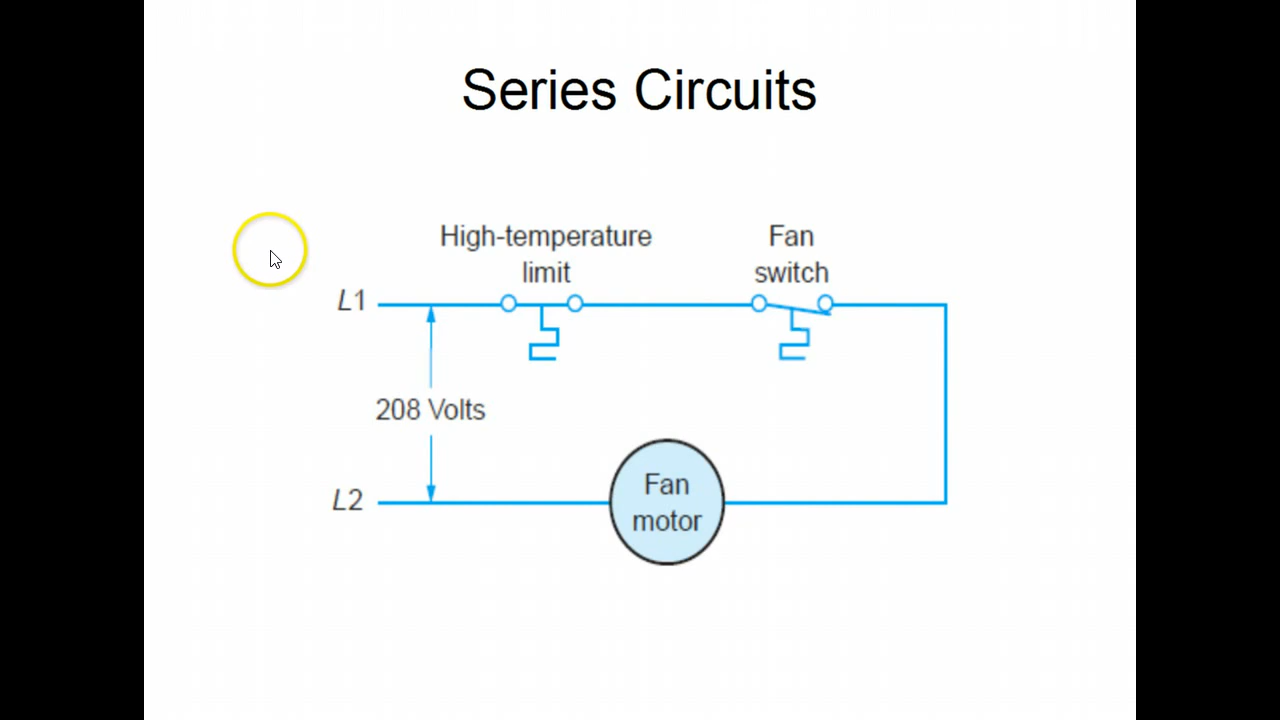 Series Circuits
High-temperature
limit
Fan
switch
L1
208 Volts
L2
Fan
motor